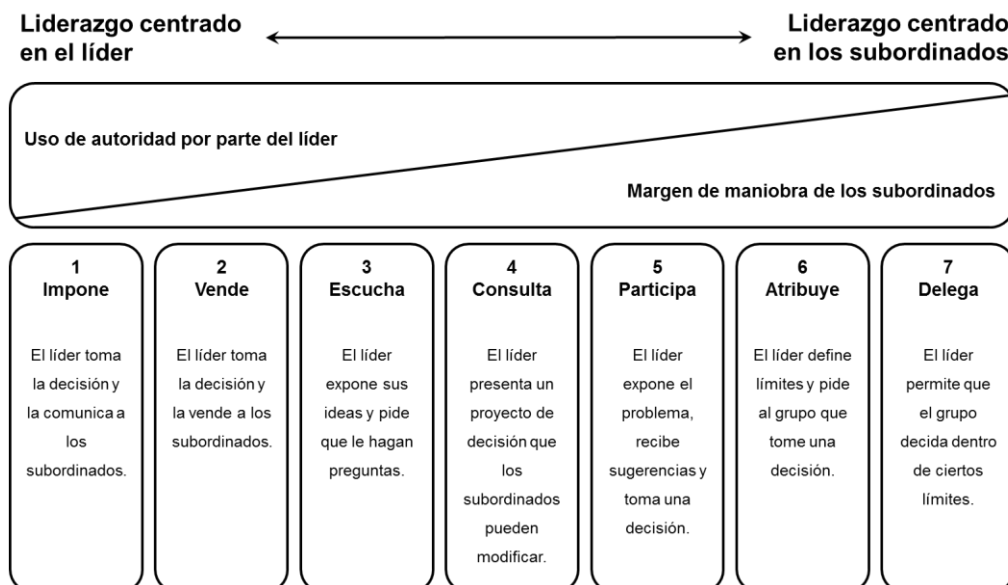 Liderazgo centrado
en el líder
Liderazgo centrado
en los subordinados
Uso de autoridad por parte del líder
Margen de maniobra de los subordinados
1
Impone
El líder toma
la decisión y
la comunica a
los
subordinados.
2
Vende
El líder toma
la decisión y
la vende a los
subordinados.
3
Escucha
El líder
expone sus
ideas y pide
que le hagan
preguntas.
4
Consulta
El líder
presenta un
proyecto de
decisión que
los
subordinados
pueden
modificar.
5
Participa
El líder
expone el
problema,
recibe
sugerencias y
toma una
decisión.
6
Atribuye
El líder define
límites y pide
al grupo que
tome una
decisión.
7
Delega
El líder
permite que
el grupo
decida dentro
de ciertos
límites.